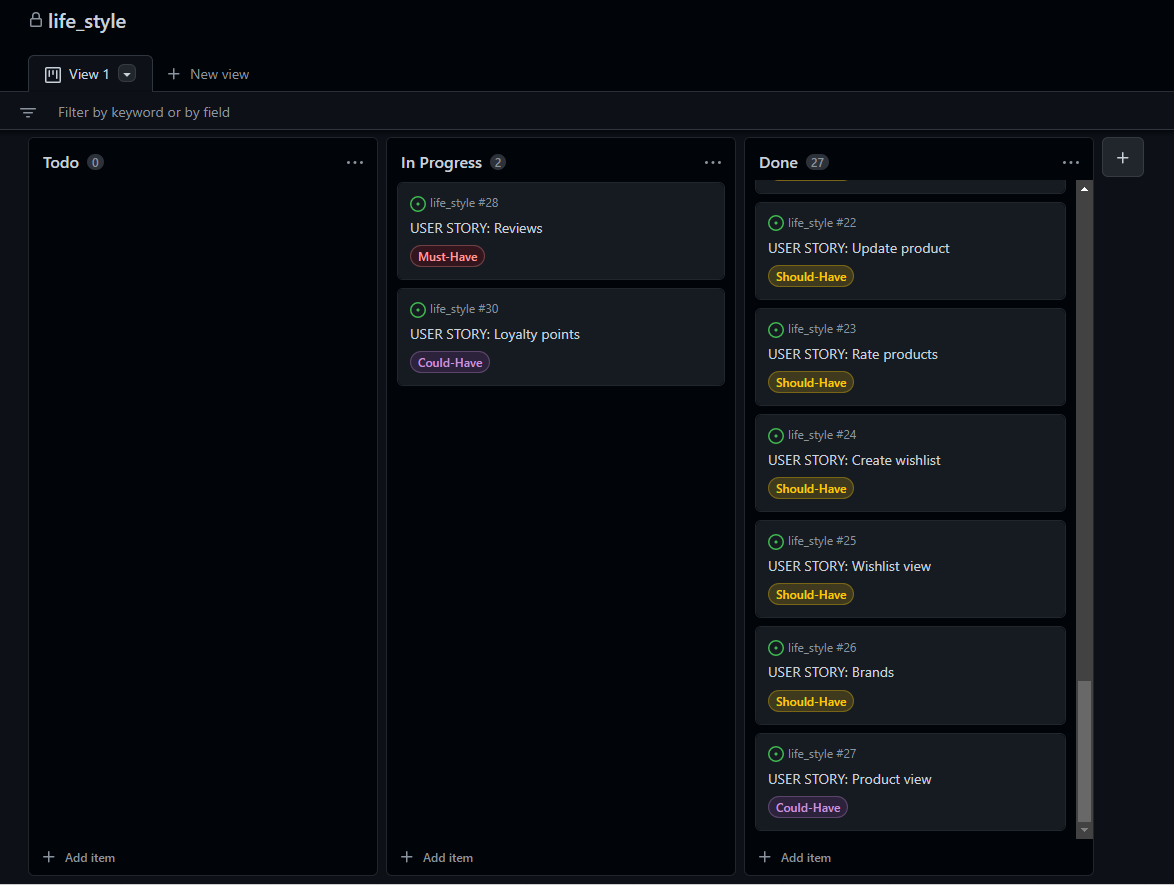 life_style
View 1
New view
Filter by keyword or by field
Todo 0
Add item
In Progress 2
life_style #28
USER STORY: Reviews
Must-Have
life_style #30
USER STORY: Loyalty points
Could-Have
Add item
Done 27
life_style #22
USER STORY: Update product
Should-Have
life_style #23
USER STORY: Rate products
Should-Have
life_style #24
USER STORY: Create wishlist
Should-Have
life_style #25
USER STORY: Wishlist view
Should-Have
life_style #26
USER STORY: Brands
Should-Have
life_style #27
USER STORY: Product view
Could-Have
Add item